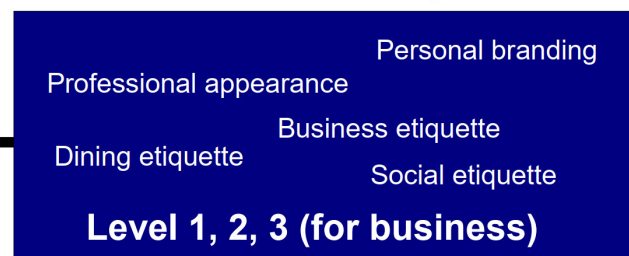 Personal branding
Professional appearance
Business etiquette
Dining etiquette
Social etiquette
Level 1, 2, 3 (for business)